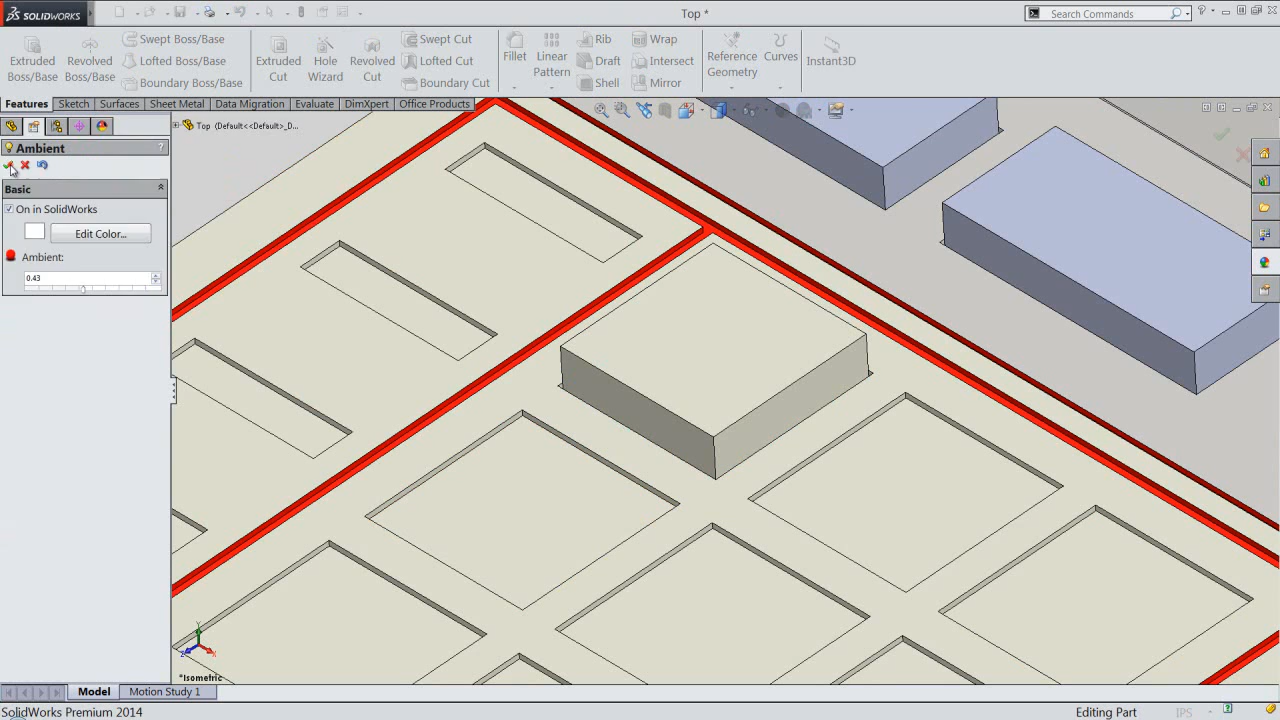 SOLIDWORKS
Top *
Search Commands
Extruded Boss/Base
Revolved Boss/Base
Swept Boss/Base
Lofted Boss/Base
Boundary Boss/Base
Extruded Cut
Hole Wizard
Revolved Cut
Swept Cut
Lofted Cut
Boundary Cut
Fillet
Linear Pattern
Rib
Draft
Shell
Wrap
Intersect
Mirror
Reference Geometry
Curves
Instant3D
Features Sketch Surfaces Sheet Metal Data Migration Evaluate DimXpert Office Products
Top (Default<<Default>_D...
Ambient
?
Basic
On in SolidWorks
Edit Color...
Ambient:
0.43
Y
X
Z
*Isometric
Model Motion Study 1
SolidWorks Premium 2014
Editing Part
IPS